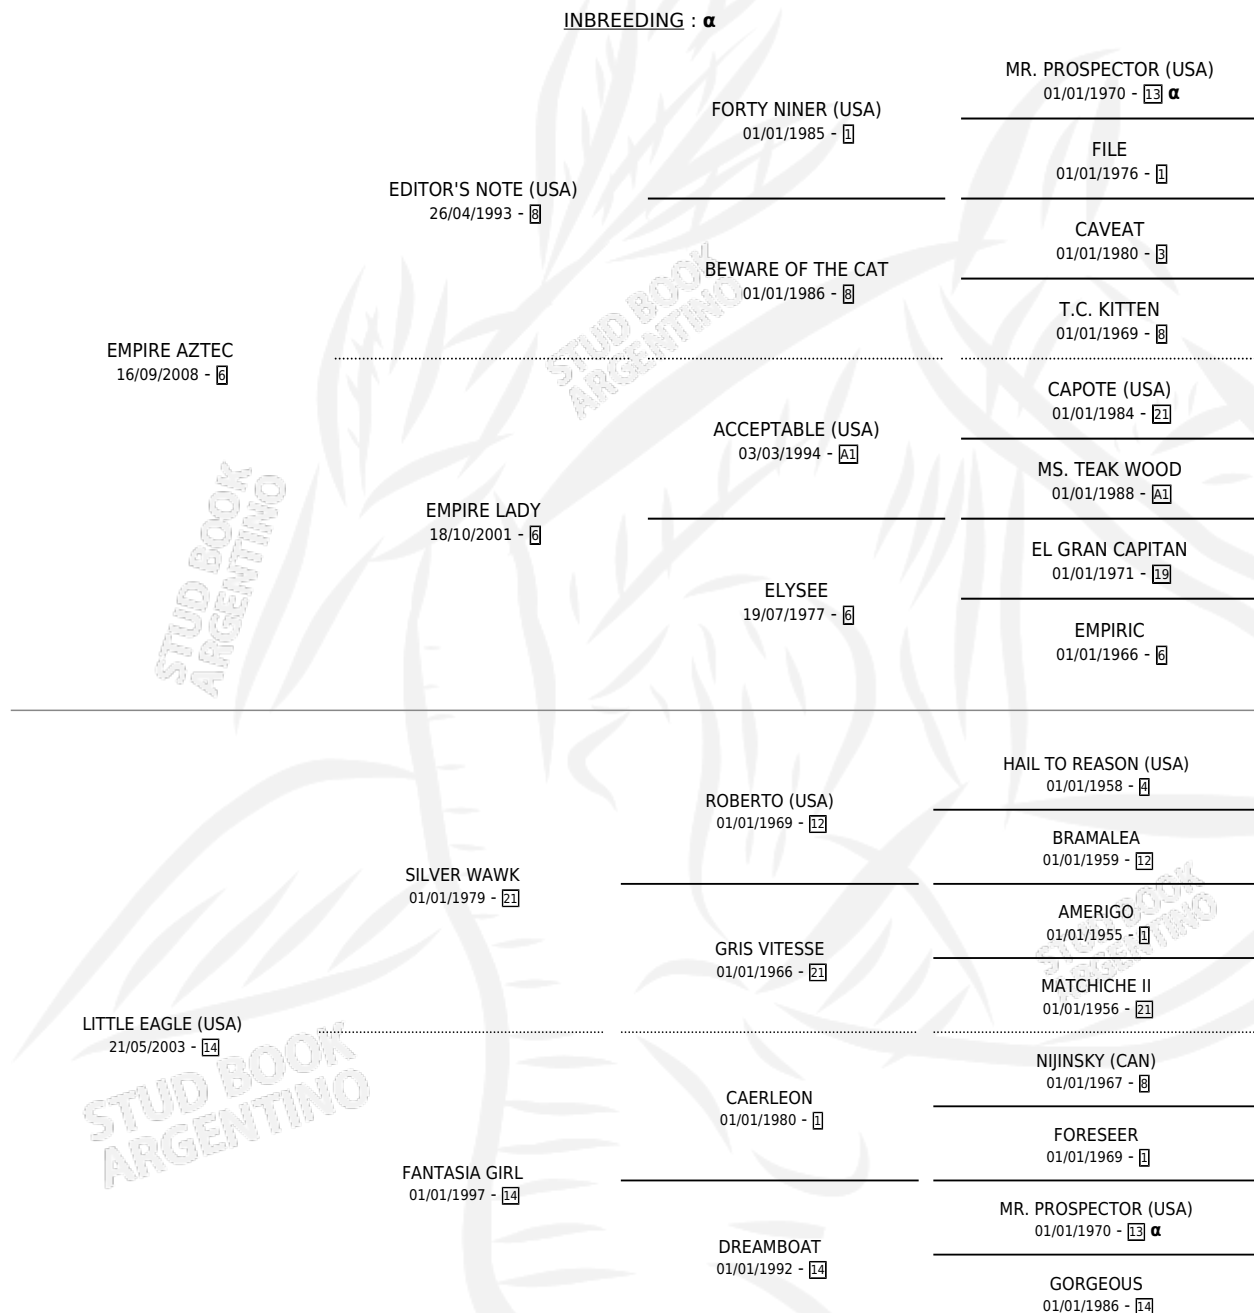 INBREEDING : α
MR. PROSPECTOR (USA)
01/01/1970 - 13 α
FORTY NINER (USA)
01/01/1985 - 1
FILE
01/01/1976 - 1
EDITOR'S NOTE (USA)
26/04/1993 - 8
CAVEAT
01/01/1980 - 3
BEWARE OF THE CAT
01/01/1986 - 8
T.C. KITTEN
01/01/1969 - 8
EMPIRE AZTEC
16/09/2008 - 6
CAPOTE (USA)
01/01/1984 - 21
ACCEPTABLE (USA)
03/03/1994 - A1
MS. TEAK WOOD
01/01/1988 - A1
EMPIRE LADY
18/10/2001 - 6
EL GRAN CAPITAN
01/01/1971 - 19
ELYSEE
19/07/1977 - 6
EMPIRIC
01/01/1966 - 6
HAIL TO REASON (USA)
01/01/1958 - 4
ROBERTO (USA)
01/01/1969 - 12
BRAMALEA
01/01/1959 - 12
SILVER WAWK
01/01/1979 - 21
AMERIGO
01/01/1955 - 1
GRIS VITESSE
01/01/1966 - 21
MATCHICHE II
01/01/1956 - 21
LITTLE EAGLE (USA)
21/05/2003 - 14
NIJINSKY (CAN)
01/01/1967 - 8
CAERLEON
01/01/1980 - 1
FORESEER
01/01/1969 - 1
FANTASIA GIRL
01/01/1997 - 14
MR. PROSPECTOR (USA)
01/01/1970 - 13 α
DREAMBOAT
01/01/1992 - 14
GORGEOUS
01/01/1986 - 14
STUD BOOK
ARGENTINO
STUD BOOK
ARGENTINO
STUD BOOK
ARGENTINO
STUD BOOK
ARGENTINO